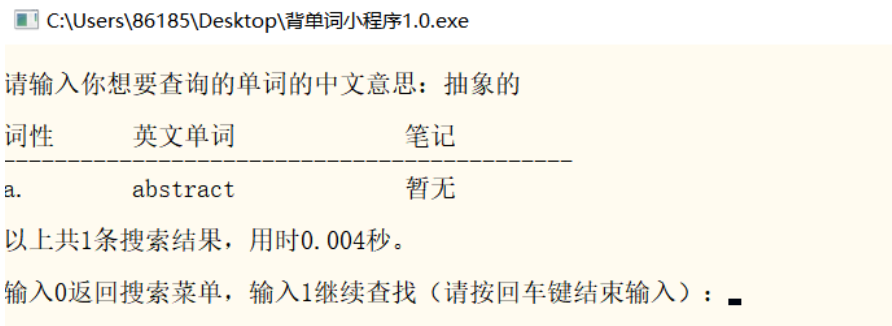 C:\Users\86185\Desktop\背单词小程序1.0.exe
请输入你想要查询的单词的中文意思：抽象的
词性 英文单词 笔记
--------------------------------------------
a. abstract 暂无
以上共1条搜索结果，用时0.004秒。
输入0返回搜索菜单，输入1继续查找（请按回车键结束输入）：